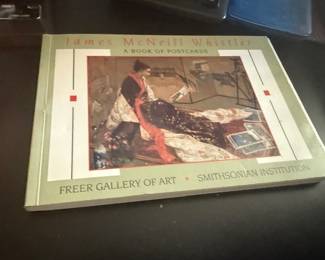 James McNeill Whistler
A BOOK OF POSTCARDS
FREER GALLERY OF ART • SMITHSONIAN INSTITUTION